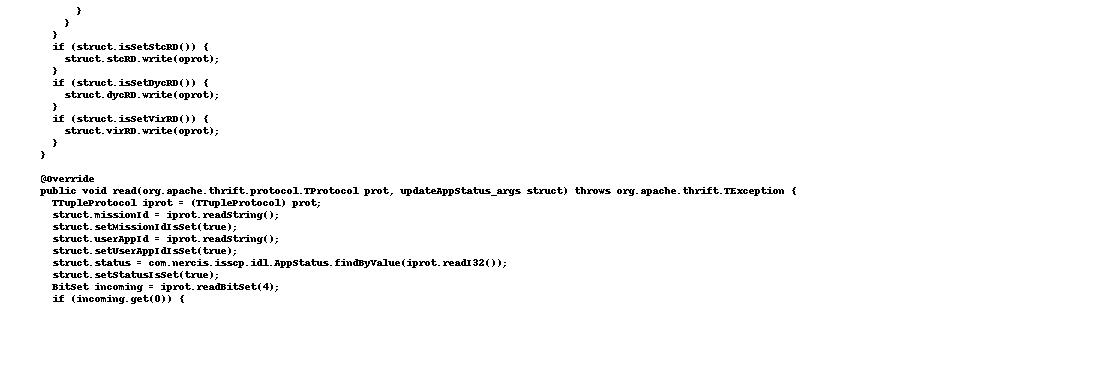 }
    }
  }
  if (struct.isSetStcRD()) {
    struct.stcRD.write(oprot);
  }
  if (struct.isSetDycRD()) {
    struct.dycRD.write(oprot);
  }
  if (struct.isSetVirRD()) {
    struct.virRD.write(oprot);
  }
}

@Override
public void read(org.apache.thrift.protocol.TProtocol prot, updateAppStatus_args struct) throws org.apache.thrift.TException {
  TTupleProtocol iprot = (TTupleProtocol) prot;
  struct.missionId = iprot.readString();
  struct.setMissionIdIsSet(true);
  struct.userAppId = iprot.readString();
  struct.setUserAppIdIsSet(true);
  struct.status = com.nercis.isscp.idl.AppStatus.findByValue(iprot.readI32());
  struct.setStatusIsSet(true);
  BitSet incoming = iprot.readBitSet(4);
  if (incoming.get(0)) {